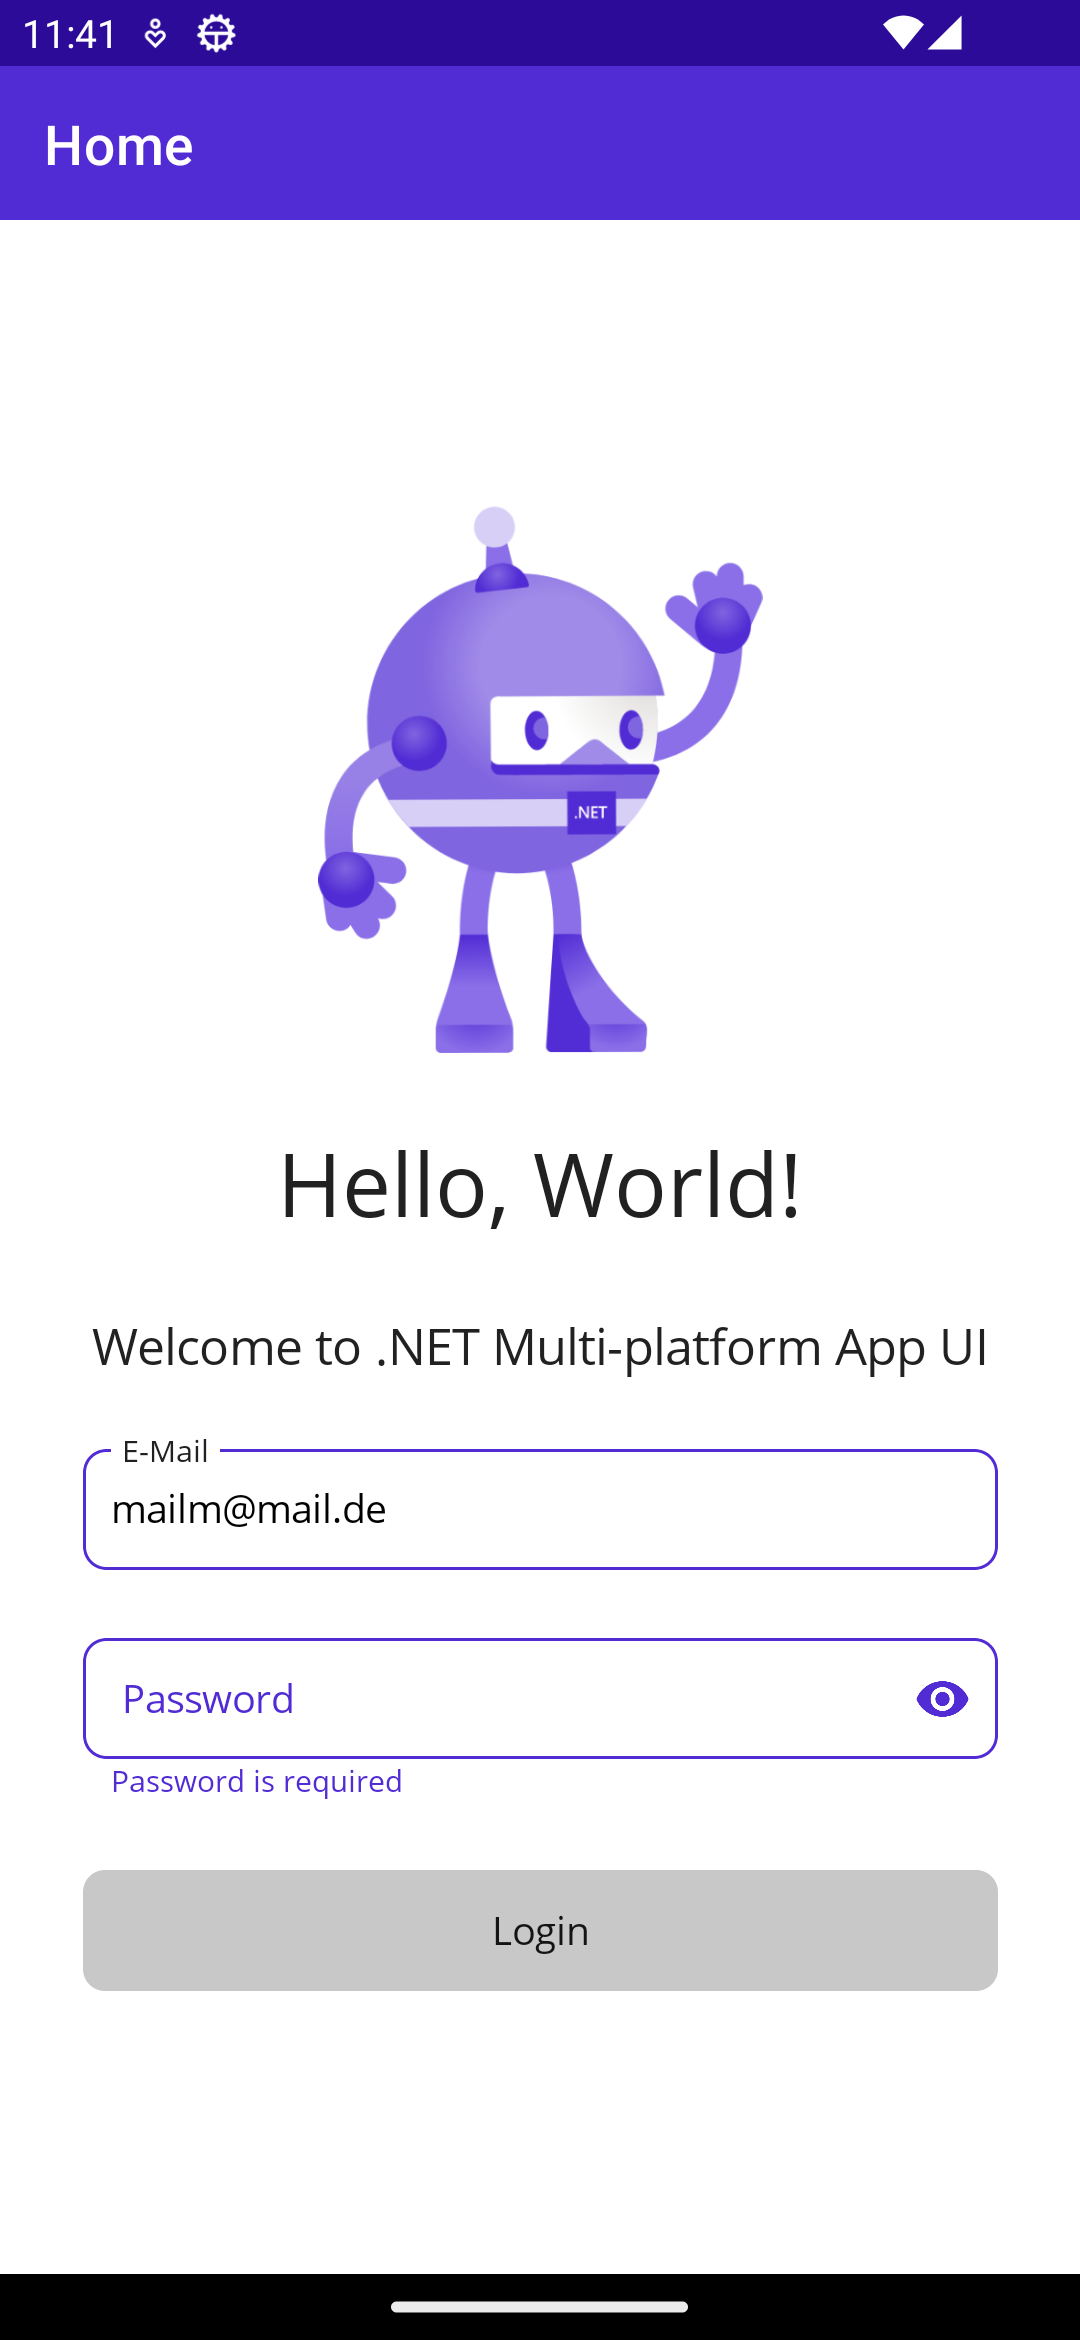 11:41
Home
.NET
Hello, World!
Welcome to .NET Multi-platform App UI
E-Mail
mailm@mail.de
Password
Password is required
Login